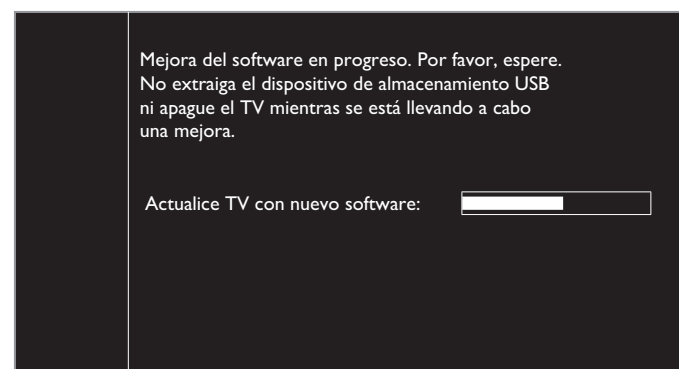 Mejora del software en progreso. Por favor, espere.
No extraiga el dispositivo de almacenamiento USB
ni apague el TV mientras se está llevando a cabo
una mejora.
Actualice TV con nuevo software: